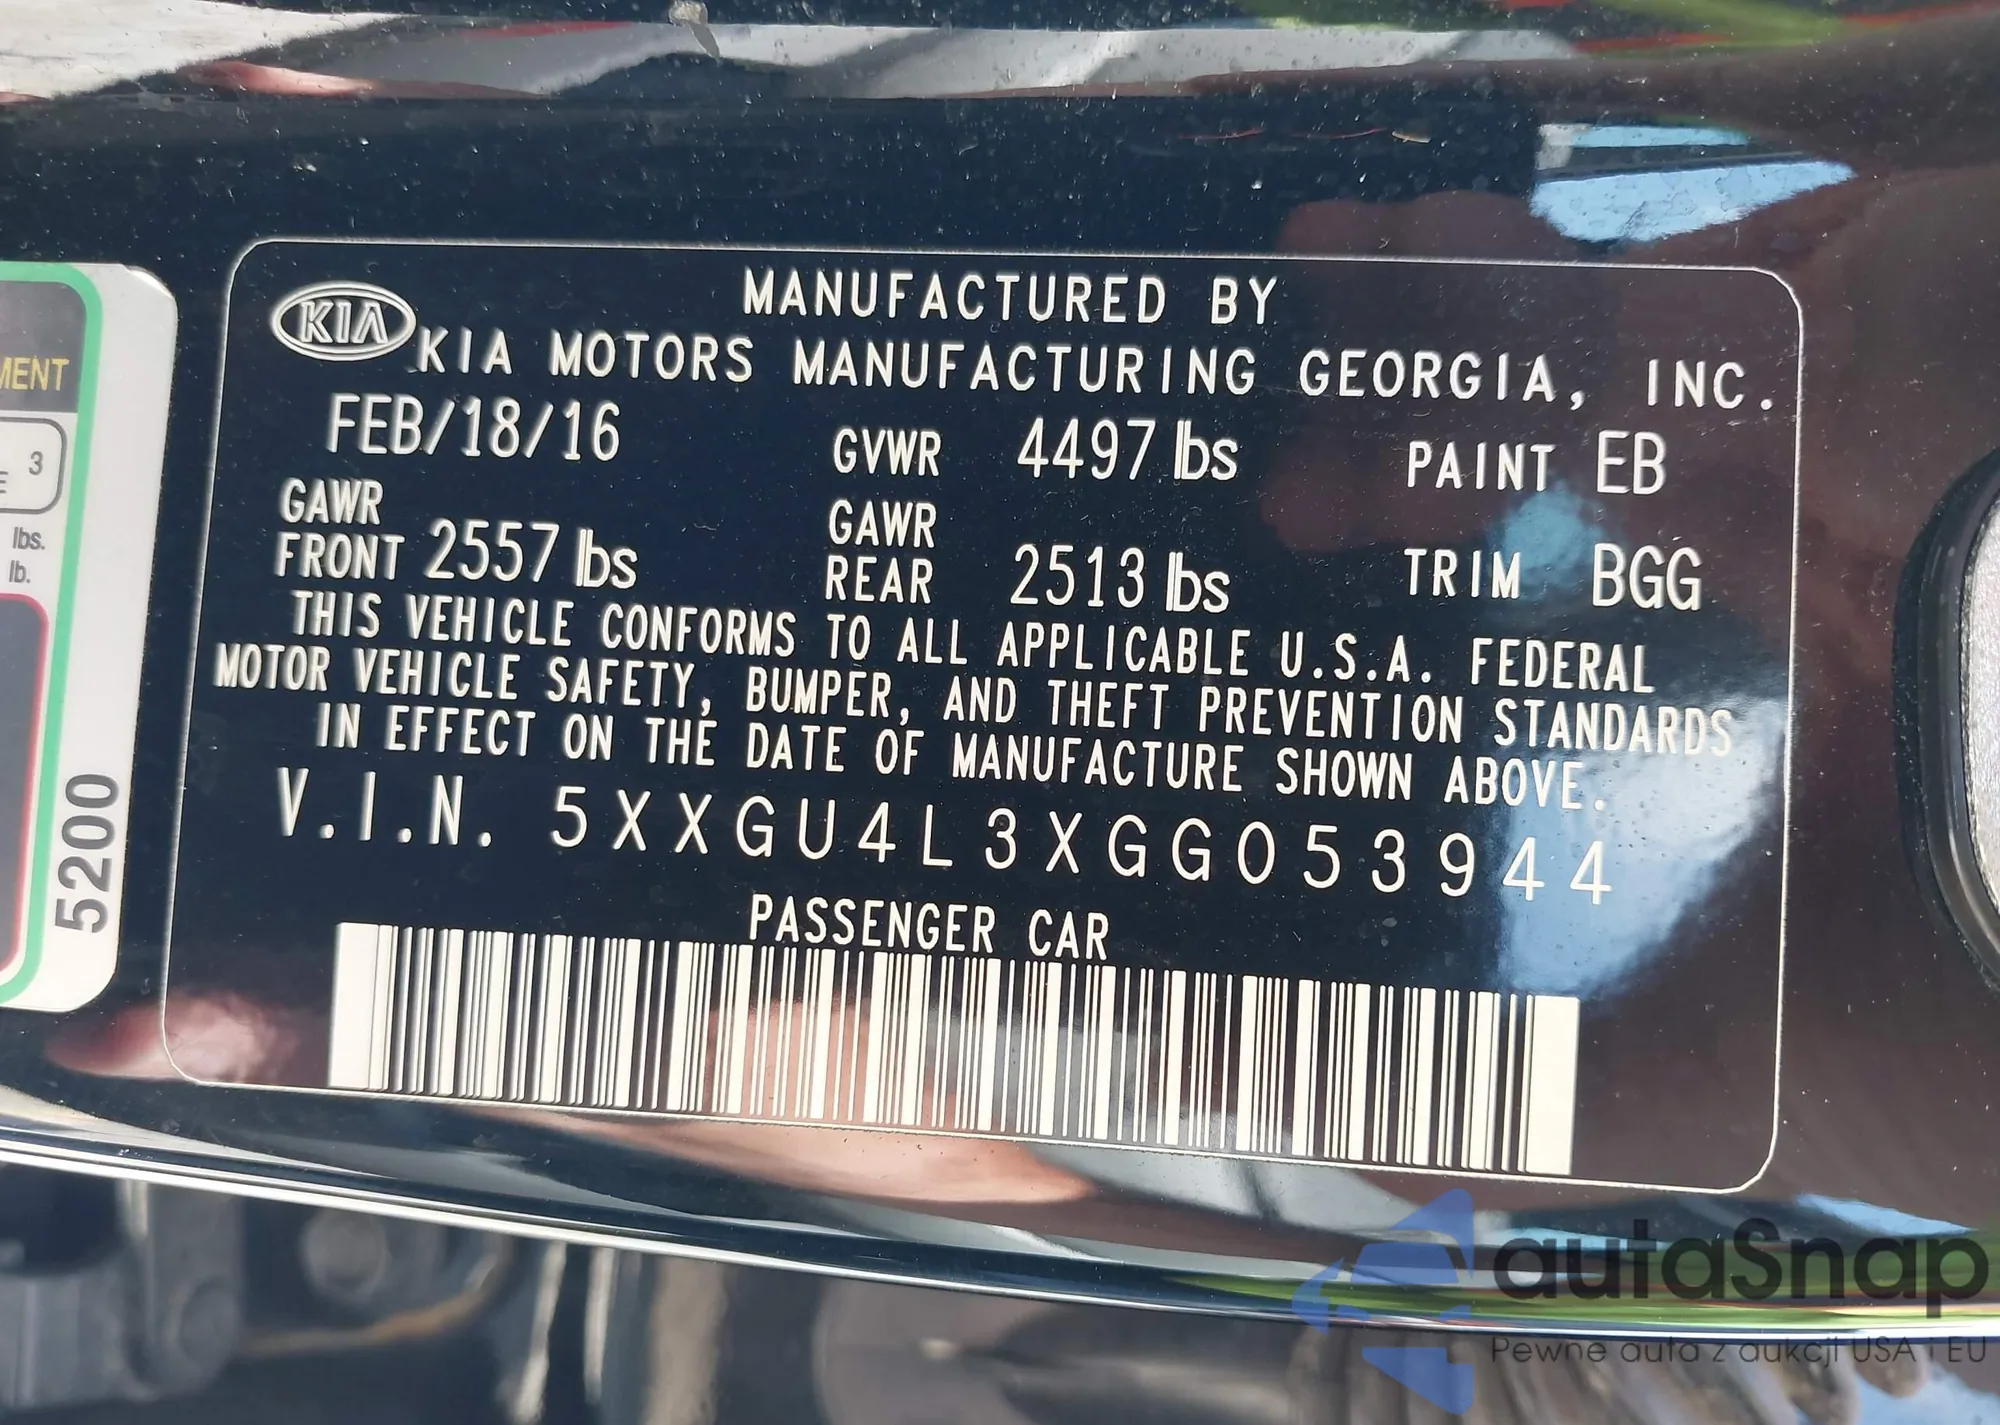 MENT
3
E
lbs.
lb.
5200
KIA
MANUFACTURED BY
KIA MOTORS MANUFACTURING GEORGIA, INC.
FEB/18/16 GVWR 4497 lbs PAINT EB
GAWR FRONT 2557 lbs GAWR REAR 2513 lbs TRIM BGG
THIS VEHICLE CONFORMS TO ALL APPLICABLE U.S.A. FEDERAL
MOTOR VEHICLE SAFETY, BUMPER, AND THEFT PREVENTION STANDARDS
IN EFFECT ON THE DATE OF MANUFACTURE SHOWN ABOVE.
V.I.N. 5XXGU4L3XGG053944
PASSENGER CAR
autoSnap
Pewne auta z aukcji USA i EU